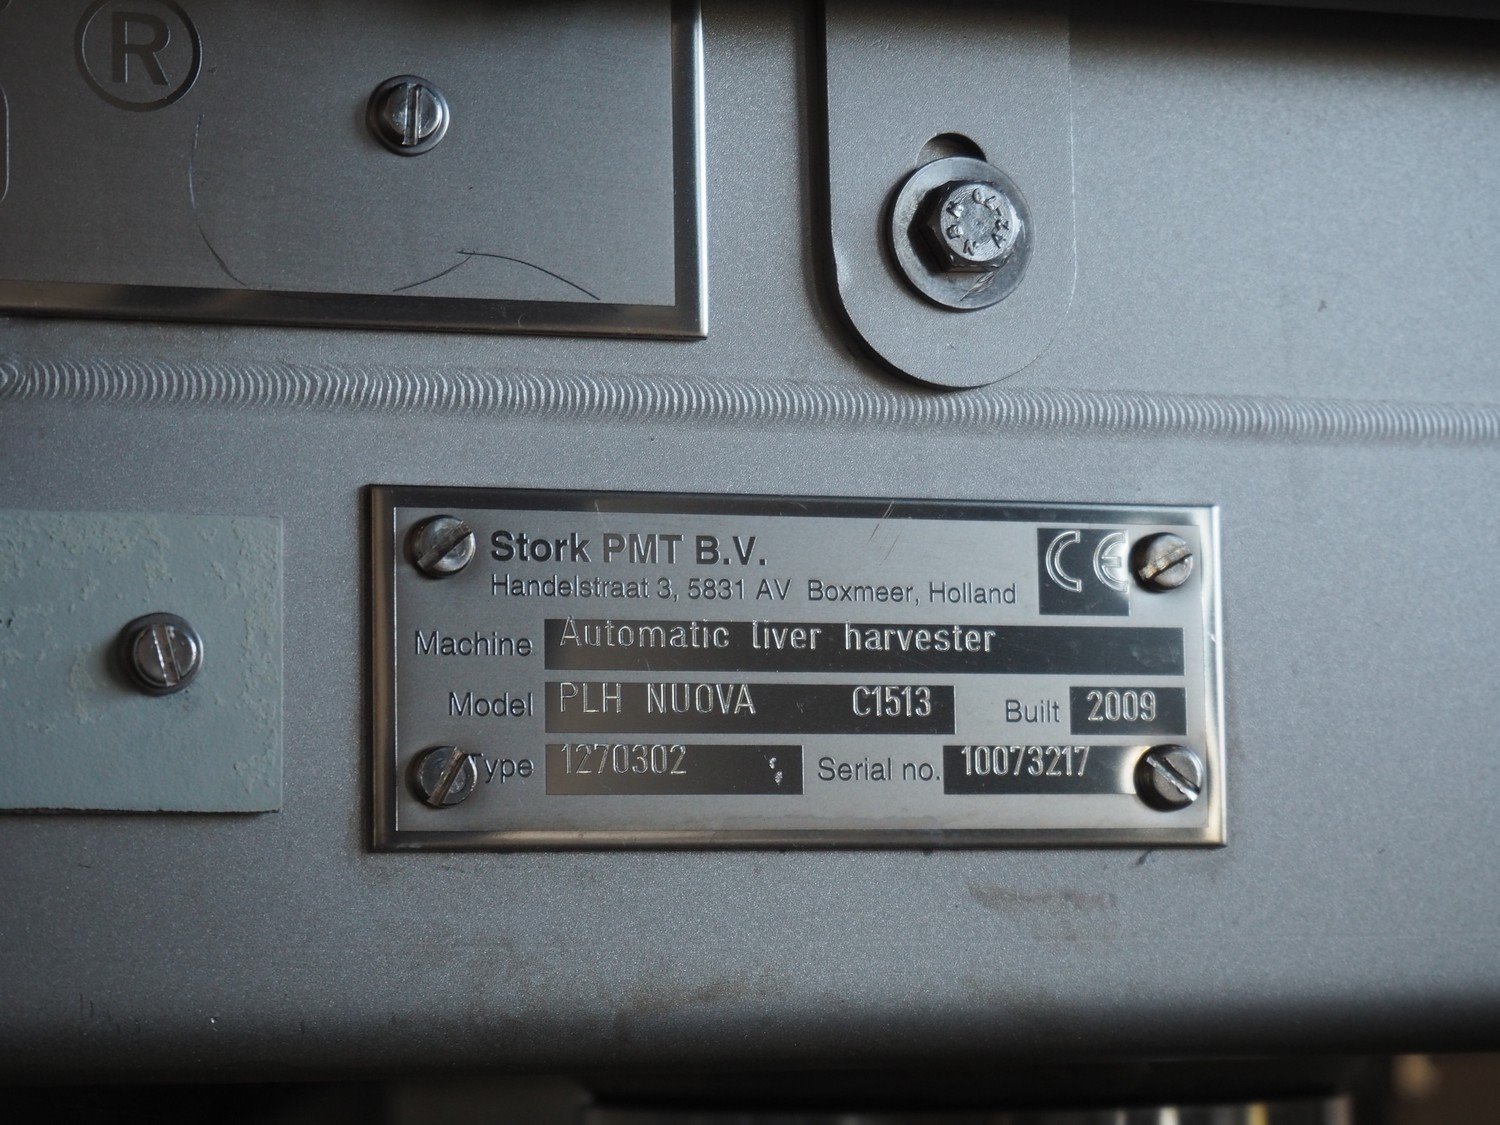 ®
Stork PMT B.V.
CE
Handelstraat 3, 5831 AV Boxmeer, Holland
Machine Automatic liver harvester
Model PLH NUOVA C1513 Built 2009
Type 1270302 Serial no. 10073217